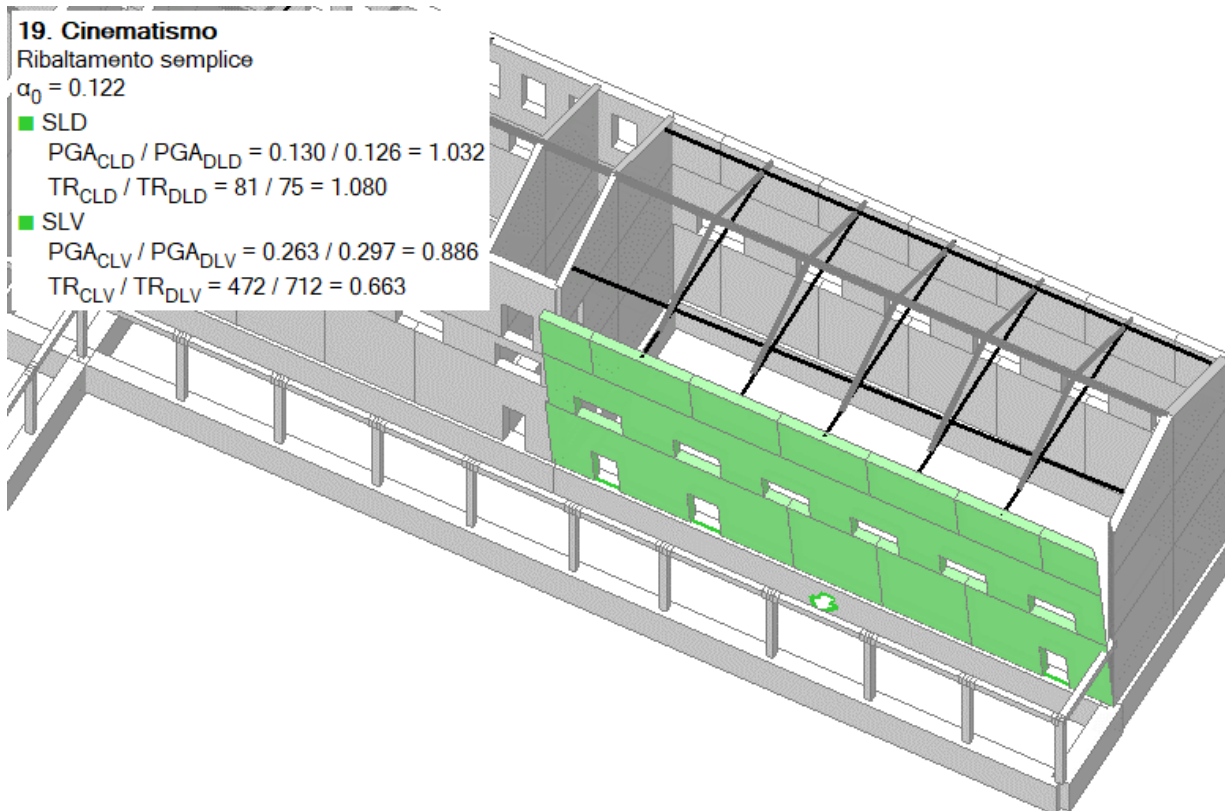 19. Cinematismo
Ribaltamento semplice
α0 = 0.122
SLD
PGACLD / PGADLD = 0.130 / 0.126 = 1.032
TRCLD / TRDLD = 81 / 75 = 1.080
SLV
PGACLV / PGADLV = 0.263 / 0.297 = 0.886
TRCLV / TRDLV = 472 / 712 = 0.663